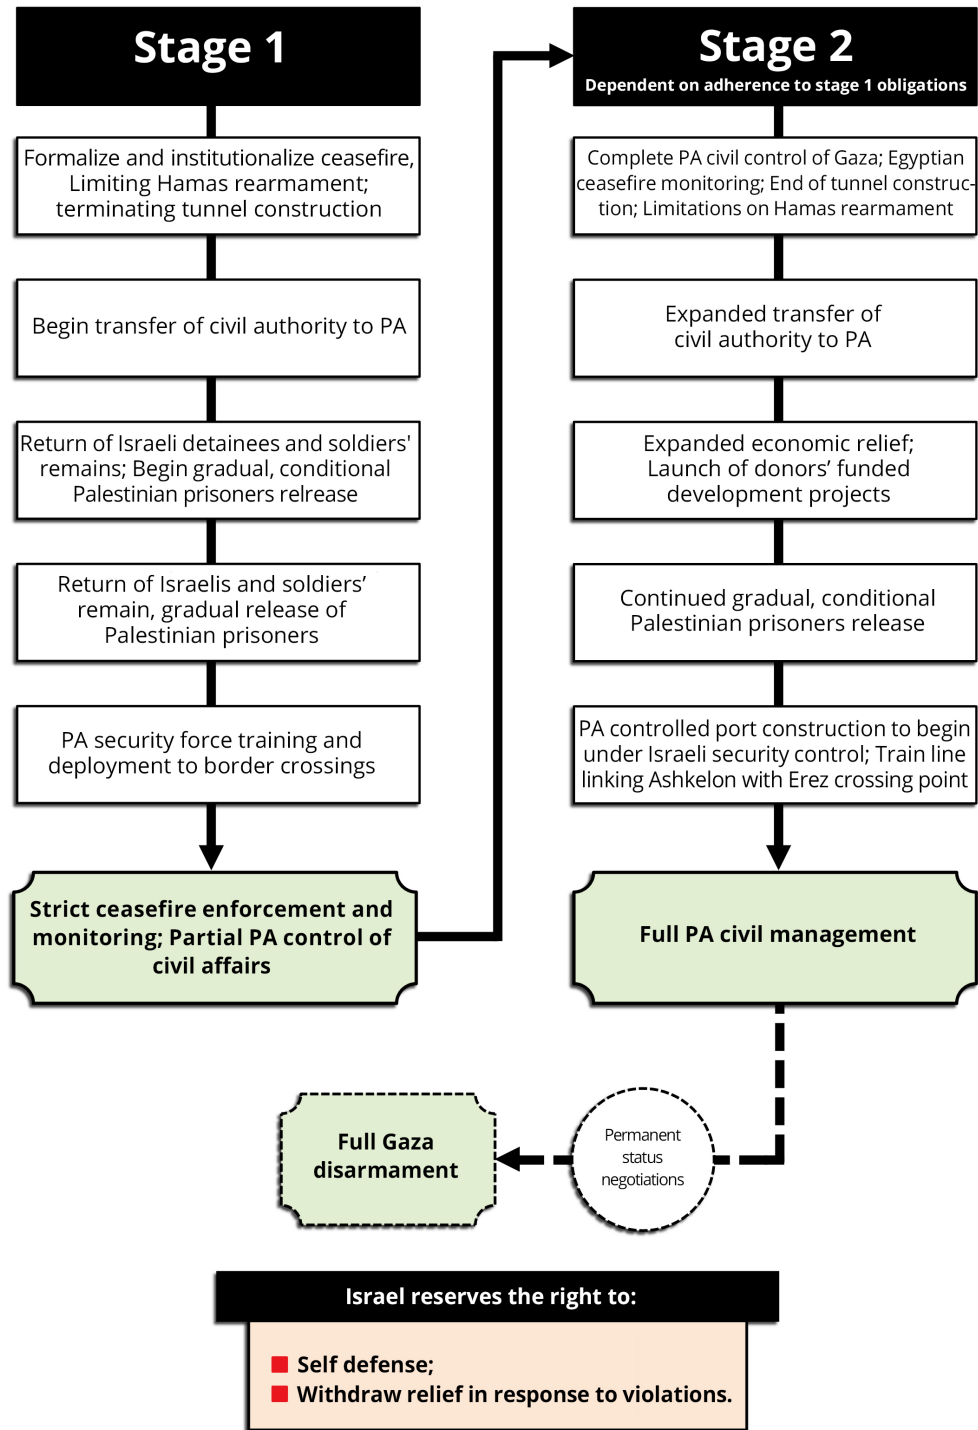 Stage 1
Formalize and institutionalize ceasefire,
Limiting Hamas rearmament;
terminating tunnel construction
Begin transfer of civil authority to PA
Return of Israeli detainees and soldiers'
remains; Begin gradual, conditional
Palestinian prisoners relrease
Return of Israelis and soldiers’
remain, gradual release of
Palestinian prisoners
PA security force training and
deployment to border crossings
Strict ceasefire enforcement and
monitoring; Partial PA control of
civil affairs
Stage 2
Dependent on adherence to stage 1 obligations
Complete PA civil control of Gaza; Egyptian
ceasefire monitoring; End of tunnel construc-
tion; Limitations on Hamas rearmament
Expanded transfer of
civil authority to PA
Expanded economic relief;
Launch of donors’ funded
development projects
Continued gradual, conditional
Palestinian prisoners release
PA controlled port construction to begin
under Israeli security control; Train line
linking Ashkelon with Erez crossing point
Full PA civil management
Permanent
status
negotiations
Full Gaza
disarmament
Israel reserves the right to:
Self defense;
Withdraw relief in response to violations.